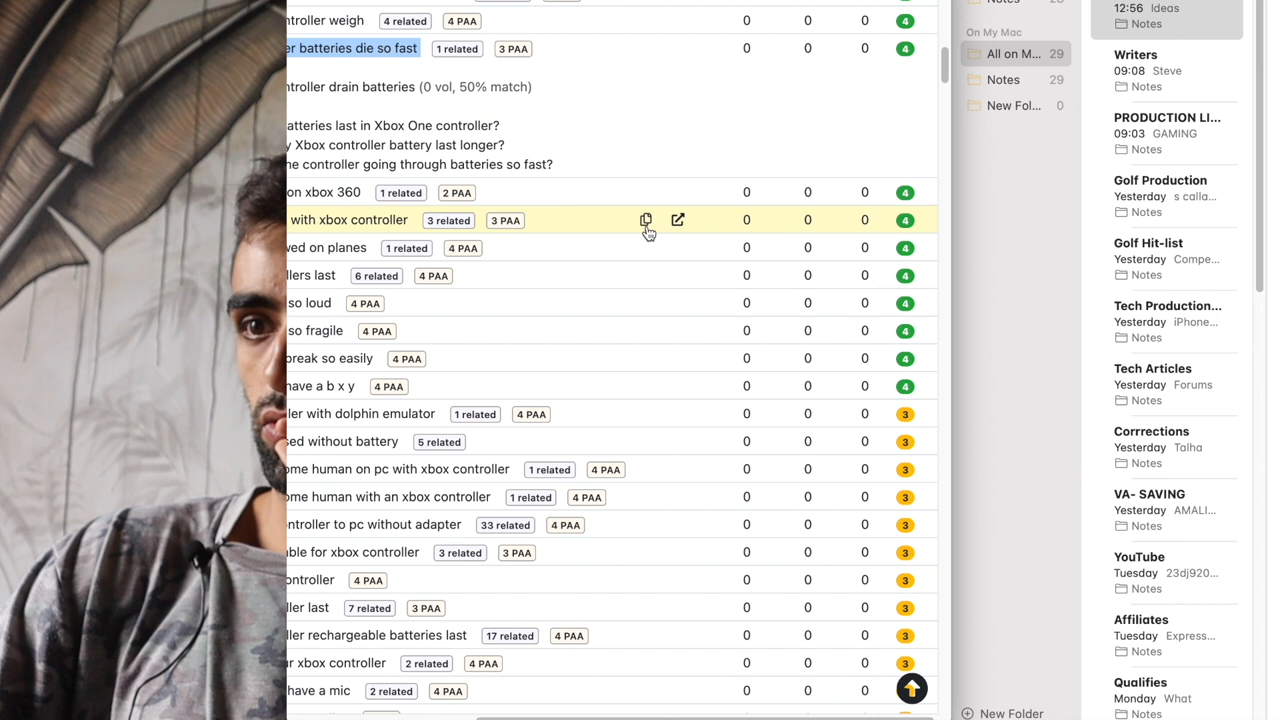 ntroller weigh 4 related 4 PAA 0 0 0 4
er batteries die so fast 1 related 3 PAA 0 0 0 4
ntroller drain batteries (0 vol, 50% match)
atteries last in Xbox One controller?
y Xbox controller battery last longer?
ne controller going through batteries so fast?
on xbox 360 1 related 2 PAA 0 0 0 4
with xbox controller 3 related 3 PAA 0 0 0 4
wed on planes 1 related 4 PAA 0 0 0 4
llers last 6 related 4 PAA 0 0 0 4
so loud 4 PAA 0 0 0 4
so fragile 4 PAA 0 0 0 4
break so easily 4 PAA 0 0 0 4
have a b x y 4 PAA 0 0 0 4
ler with dolphin emulator 1 related 4 PAA 0 0 0 3
sed without battery 5 related 0 0 0 3
ome human on pc with xbox controller 1 related 4 PAA 0 0 0 3
ome human with an xbox controller 1 related 4 PAA 0 0 0 3
ntroller to pc without adapter 33 related 4 PAA 0 0 0 3
ble for xbox controller 3 related 3 PAA 0 0 0 3
ontroller 4 PAA 0 0 0 3
ller last 7 related 3 PAA 0 0 0 3
ller rechargeable batteries last 17 related 4 PAA 0 0 0 3
ur xbox controller 2 related 4 PAA 0 0 0 3
have a mic 2 related 4 PAA 0 0 0 3
On My Mac
All on M... 29
Notes 29
New Fol... 0
New Folder
12:56 Ideas
Notes
Writers
09:08 Steve
Notes
PRODUCTION LI...
09:03 GAMING
Notes
Golf Production
Yesterday s calla...
Notes
Golf Hit-list
Yesterday Compe...
Notes
Tech Production...
Yesterday iPhone...
Notes
Tech Articles
Yesterday Forums
Notes
Corrrections
Yesterday Talha
Notes
VA- SAVING
Yesterday AMALI...
Notes
YouTube
Tuesday 23dj920...
Notes
Affiliates
Tuesday Express...
Notes
Qualifies
Monday What
Notes